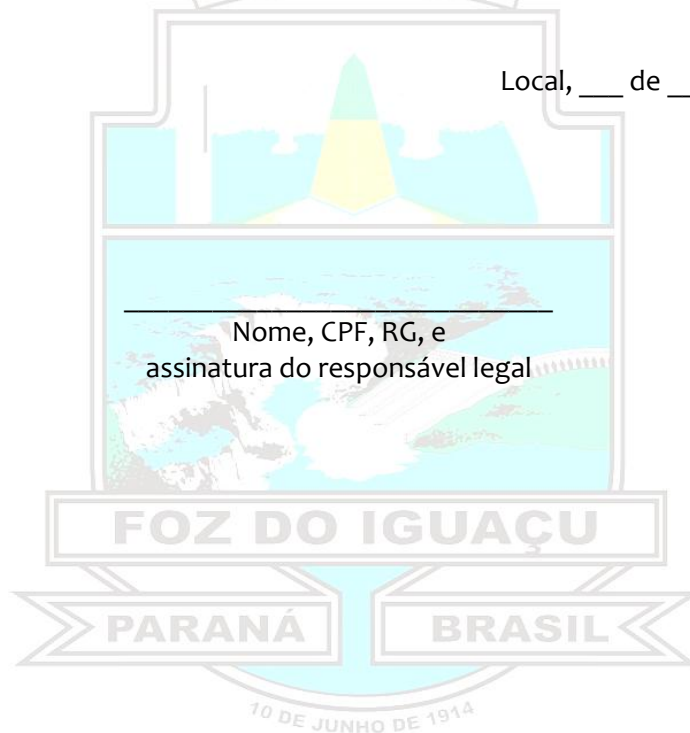 Local, ___ de __
______________________________
Nome, CPF, RG, e
assinatura do responsável legal
FOZ DO IGUAÇU
PARANÁ BRASIL
10 DE JUNHO DE 1914